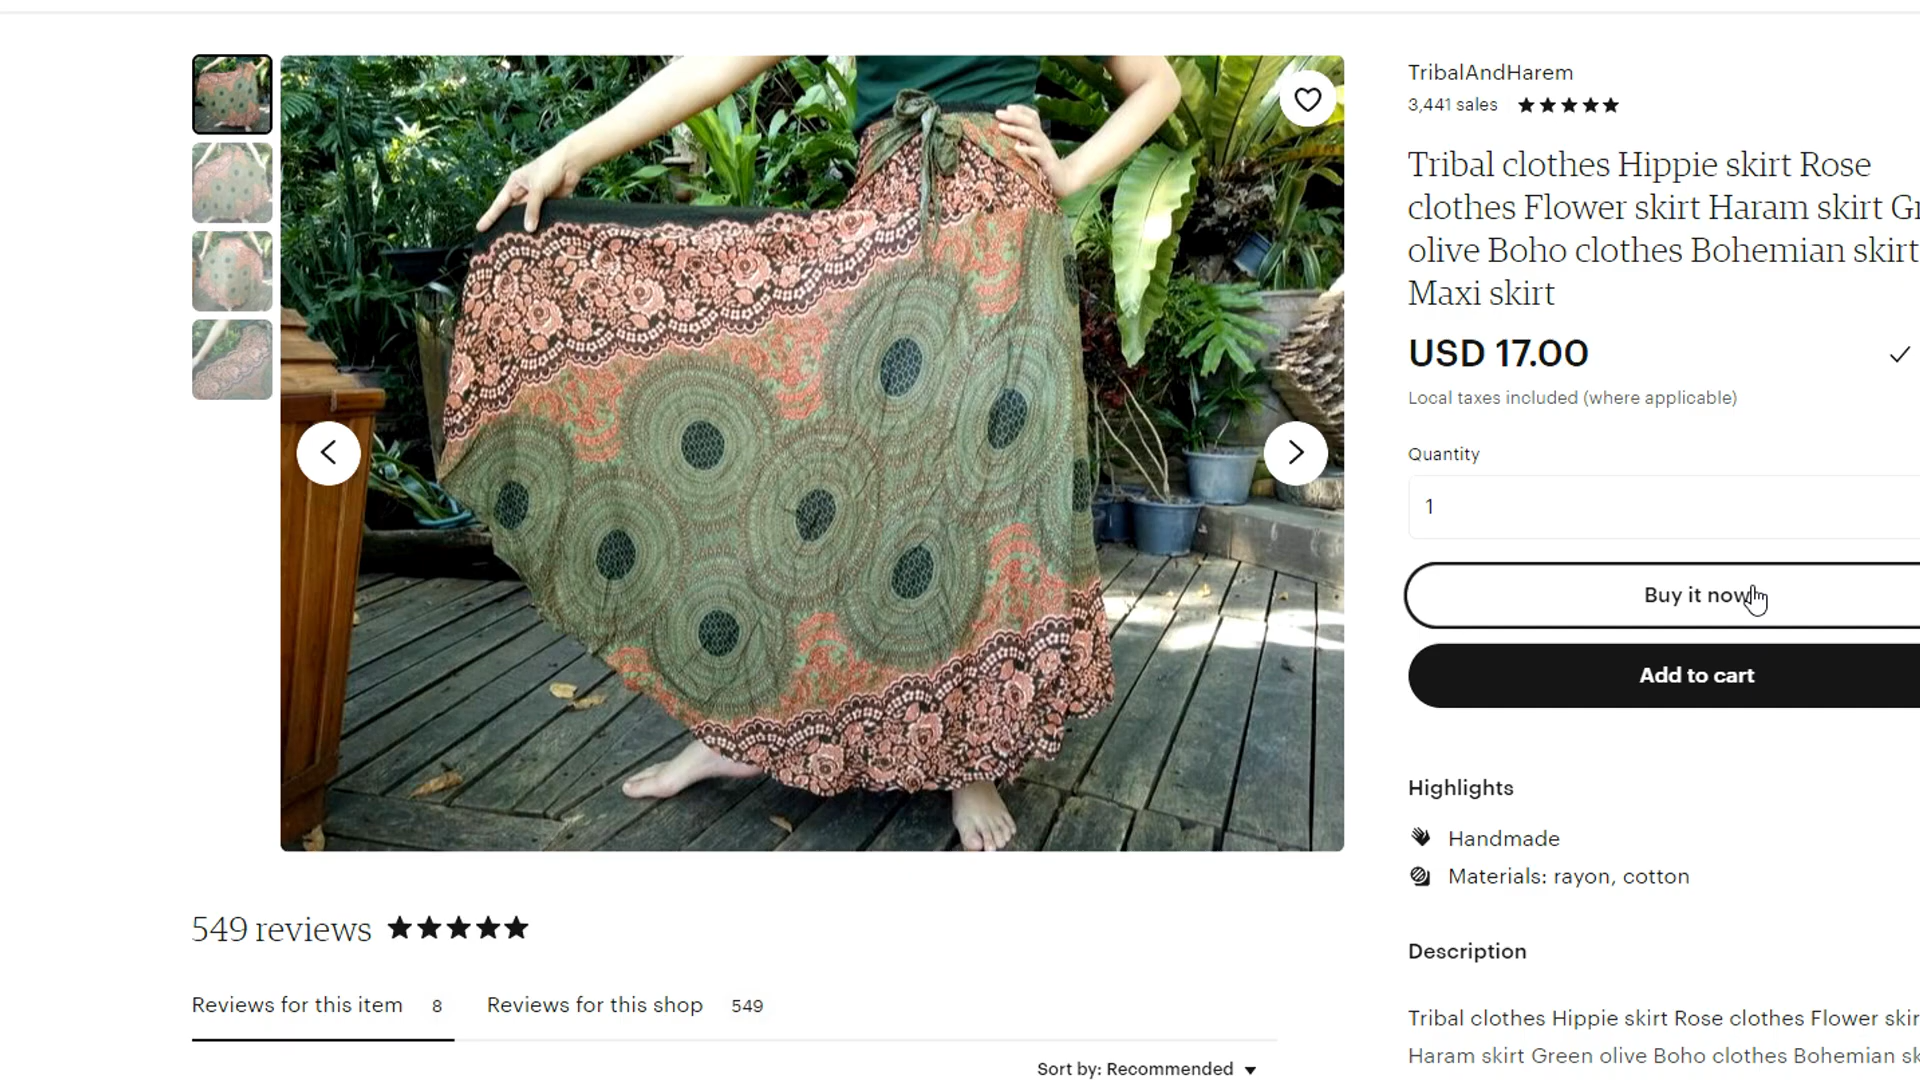 TribalAndHarem
3,441 sales
Tribal clothes Hippie skirt Rose
clothes Flower skirt Haram skirt Gr
olive Boho clothes Bohemian skirt
Maxi skirt
USD 17.00
Local taxes included (where applicable)
Quantity
1
Buy it now
Add to cart
Highlights
Handmade
Materials: rayon, cotton
Description
Tribal clothes Hippie skirt Rose clothes Flower skir
Haram skirt Green olive Boho clothes Bohemian sk
549 reviews
Reviews for this item 8 Reviews for this shop 549
Sort by: Recommended